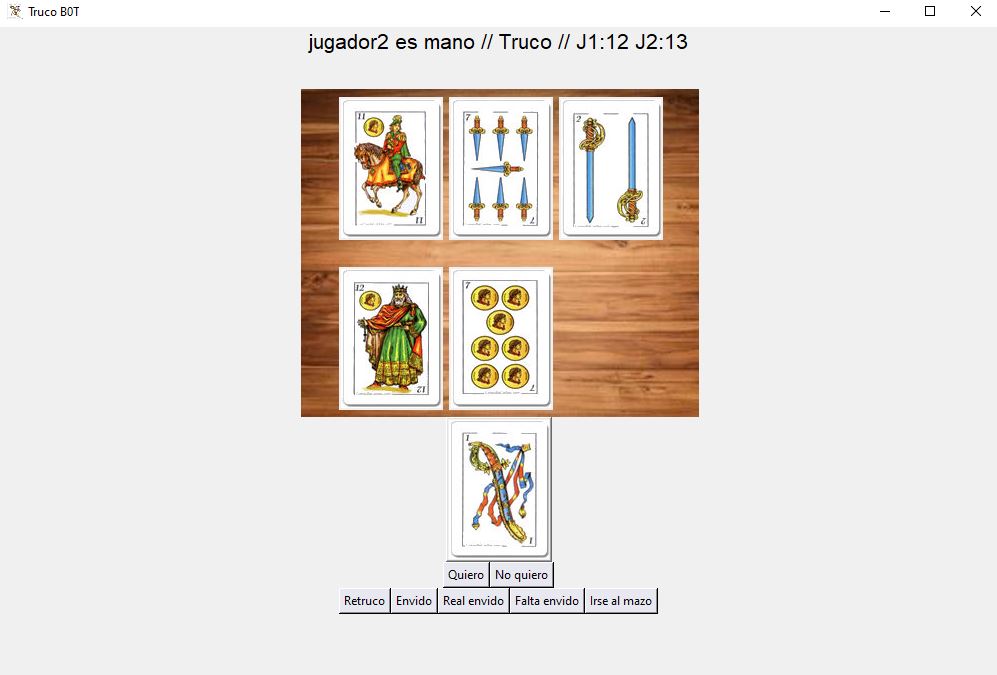 Truco B0T
jugador2 es mano // Truco // J1:12 J2:13
11 7 2
11 7 2
12 7
12 7
1
1
Quiero No quiero
Retruco Envido Real envido Falta envido Irse al mazo